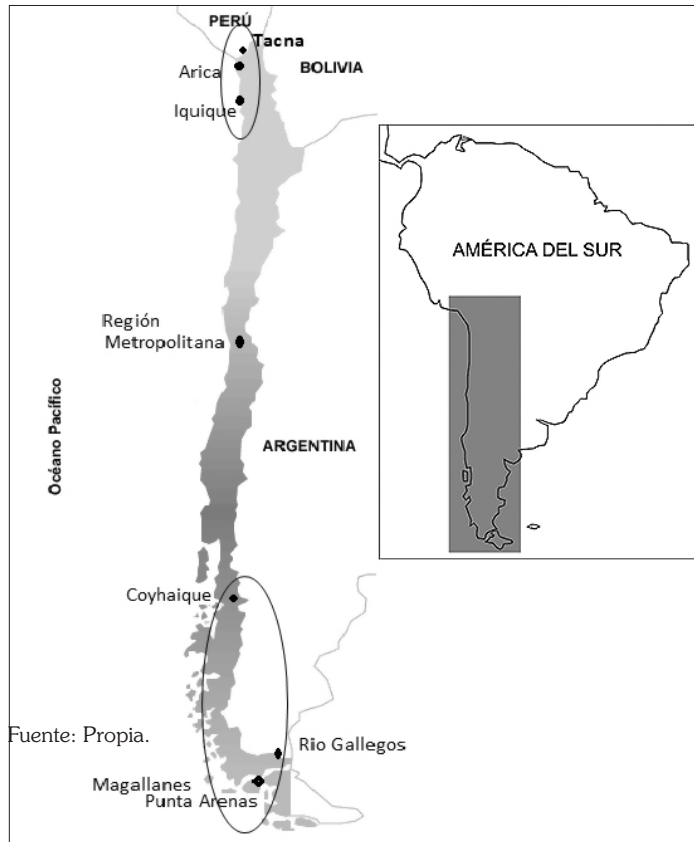 PERÚ
Tacna
Arica
BOLIVIA
Iquique
AMÉRICA DEL SUR
Región
Metropolitana
Océano Pacífico
ARGENTINA
Coyhaique
Fuente: Propia.
Rio Gallegos
Magallanes
Punta Arenas